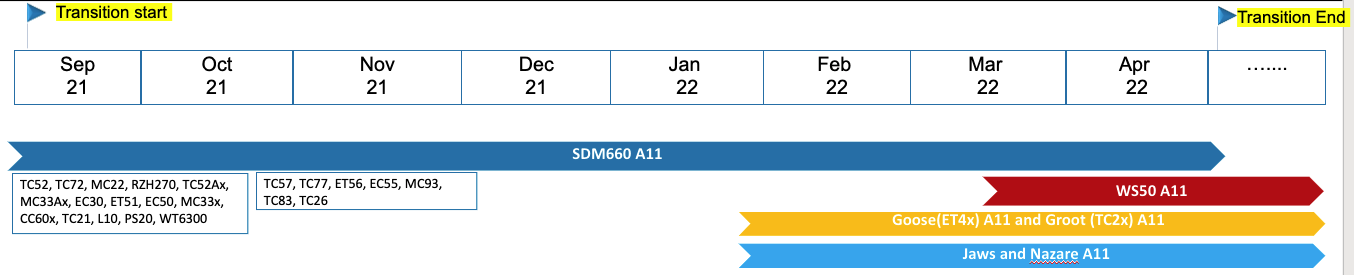 Transition start
Transition End
Sep Oct Nov Dec Jan Feb Mar Apr …....
21 21 21 21 22 22 22 22
SDM660 A11
TC52, TC72, MC22, RZH270, TC52Ax,
MC33Ax, EC30, ET51, EC50, MC33x,
CC60x, TC21, L10, PS20, WT6300
TC57, TC77, ET56, EC55, MC93,
TC83, TC26
WS50 A11
Goose(ET4x) A11 and Groot (TC2x) A11
Jaws and Nazare A11